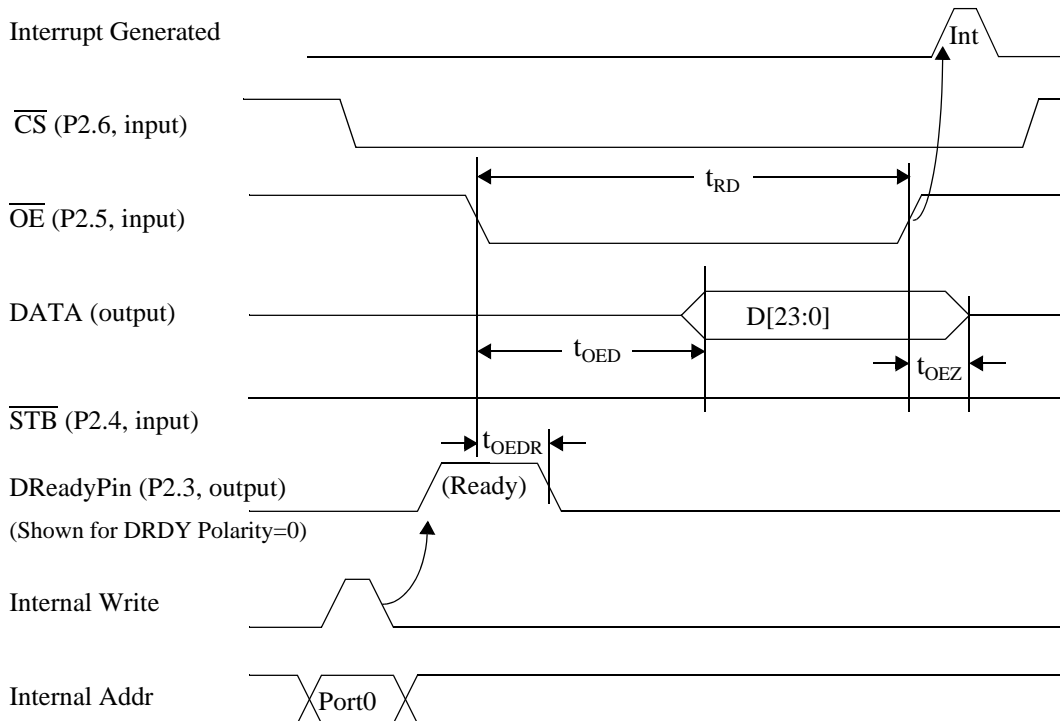 Interrupt Generated
Int
CS (P2.6, input)
tRD
OE (P2.5, input)
DATA (output)
D[23:0]
tOED
tOEZ
STB (P2.4, input)
tOEDR
DReadyPin (P2.3, output)
(Ready)
(Shown for DRDY Polarity=0)
Internal Write
Internal Addr
Port0